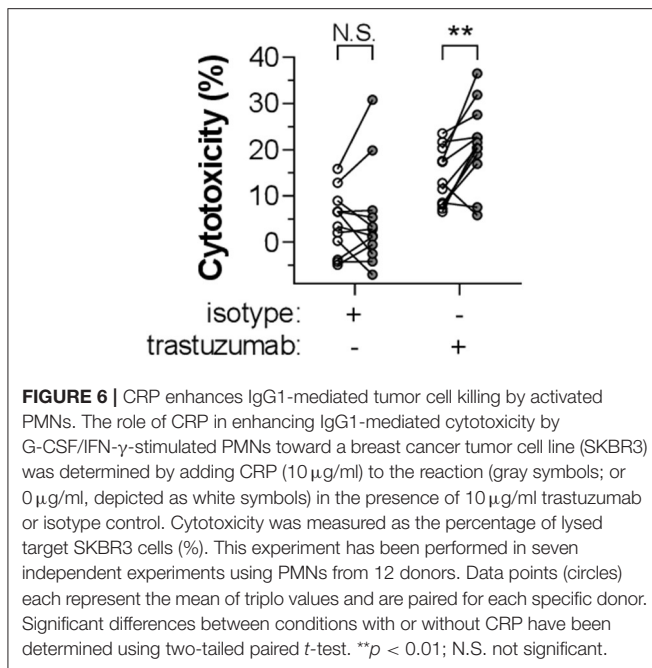 N.S.
**
Cytotoxicity (%)
40
30
20
10
0
isotype: + -
trastuzumab: - +
FIGURE 6 | CRP enhances IgG1-mediated tumor cell killing by activated
PMNs. The role of CRP in enhancing IgG1-mediated cytotoxicity by
G-CSF/IFN-γ-stimulated PMNs toward a breast cancer tumor cell line (SKBR3)
was determined by adding CRP (10 μg/ml) to the reaction (gray symbols; or
0 μg/ml, depicted as white symbols) in the presence of 10 μg/ml trastuzumab
or isotype control. Cytotoxicity was measured as the percentage of lysed
target SKBR3 cells (%). This experiment has been performed in seven
independent experiments using PMNs from 12 donors. Data points (circles)
each represent the mean of triplo values and are paired for each specific donor.
Significant differences between conditions with or without CRP have been
determined using two-tailed paired t-test. **p < 0.01; N.S. not significant.